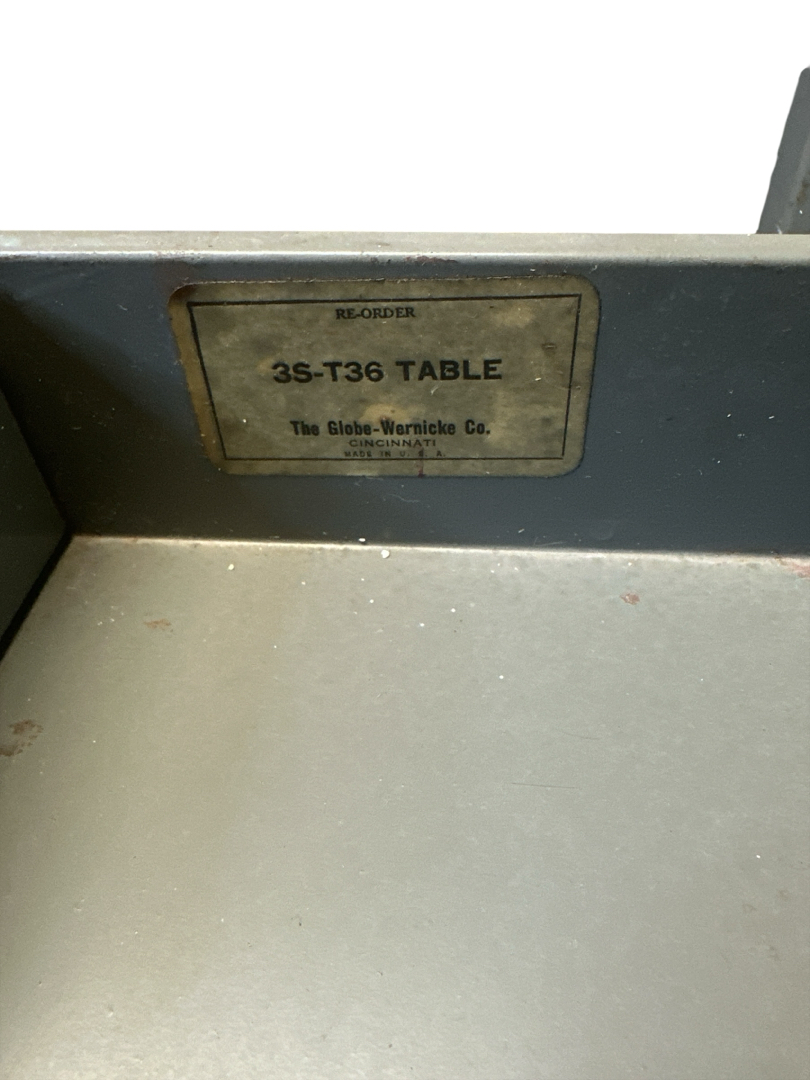 RE-ORDER
3S-T36 TABLE
The Globe-Wernicke Co.
CINCINNATI
MADE IN U. S. A.